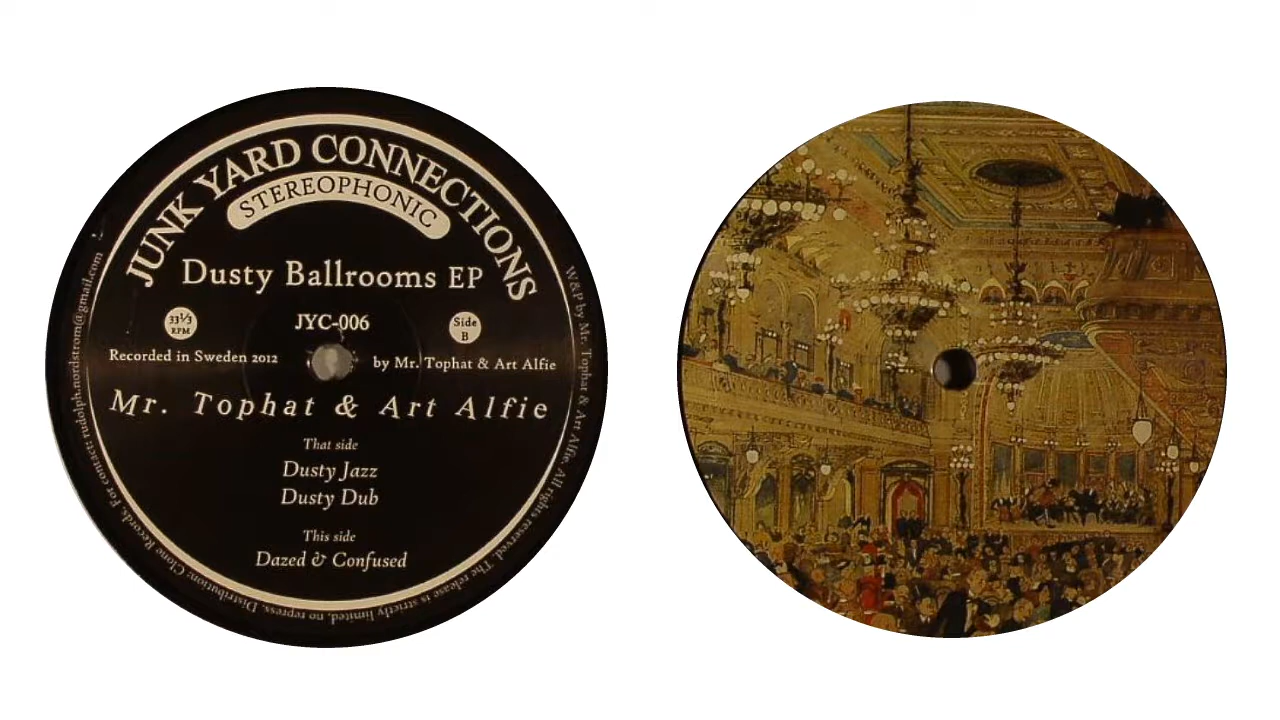 JUNK YARD CONNECTIONS
STEREOPHONIC
Dusty Ballrooms EP
33⅓ RPM
JYC-006
Side B
Recorded in Sweden 2012
by Mr. Tophat & Art Alfie
Mr. Tophat & Art Alfie
That side
Dusty Jazz
Dusty Dub
This side
Dazed & Confused
W&P by Mr. Tophat & Art Alfie. All rights reserved. The release is strictly limited, no repress. Distribution: Clone Records. For contact: rudolph.nordstrom@gmail.com